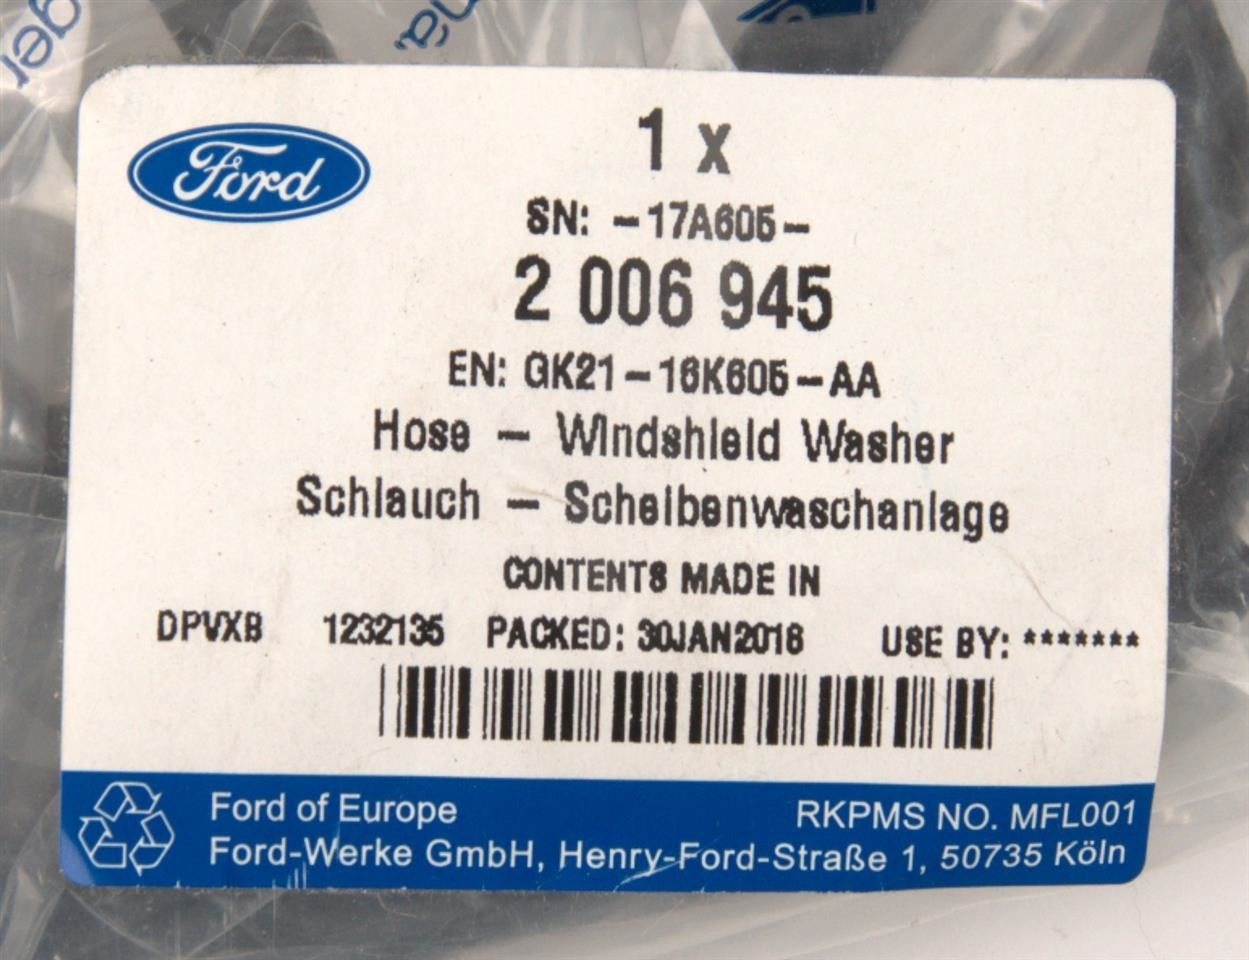 ger
Ford
1 x
SN: -17A605-
2 006 945
EN: GK21-16K605-AA
Hose - Windshield Washer
Schlauch - Scheibenwaschanlage
CONTENTS MADE IN
DPVXB 1232135 PACKED: 30JAN2018 USE BY: *******
Ford of Europe RKPMS NO. MFL001
Ford-Werke GmbH, Henry-Ford-Straße 1, 50735 Köln